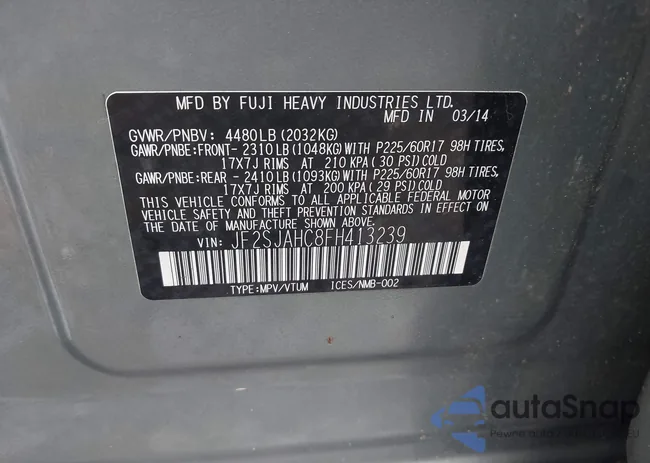 MFD BY FUJI HEAVY INDUSTRIES LTD.
MFD IN 03/14
GVWR/PNBV: 4480LB (2032KG)
GAWR/PNBE:FRONT- 2310LB(1048KG)WITH P225/60R17 98H TIRES,
17X7J RIMS AT 210 KPA ( 30 PSI)COLD
GAWR/PNBE:REAR - 2410LB(1093KG)WITH P225/60R17 98H TIRES,
17X7J RIMS AT 200 KPA ( 29 PSI)COLD
THIS VEHICLE CONFORMS TO ALL APPLICABLE FEDERAL MOTOR
VEHICLE SAFETY AND THEFT PREVENTION STANDARDS IN EFFECT
ON THE DATE OF MANUFACTURE SHOWN ABOVE.
VIN: JF2SJAHC8FH413239
TYPE:MPV/VTUM ICES/NMB-002
autaSnap
Pewne auto